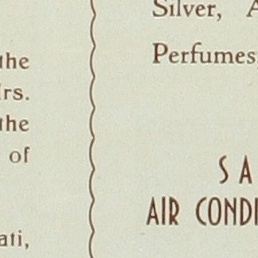 the
rs.
the
of
ati,
Silver, A
Perfumes
S A
AIR CONDI